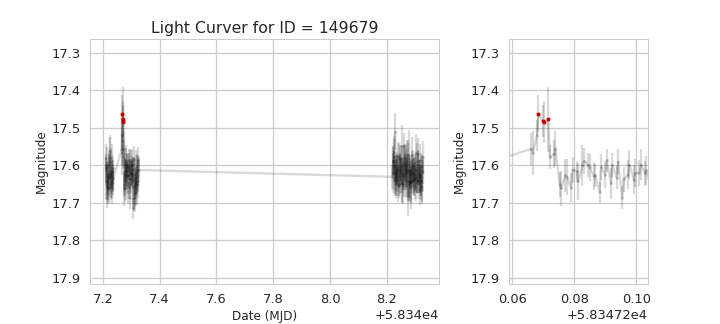 Light Curver for ID = 149679
Magnitude
17.3
17.4
17.5
17.6
17.7
17.8
17.9
7.2 7.4 7.6 7.8 8.0 8.2
Date (MJD)
+5.834e4
Magnitude
17.3
17.4
17.5
17.6
17.7
17.8
17.9
0.06 0.08 0.10
+5.83472e4